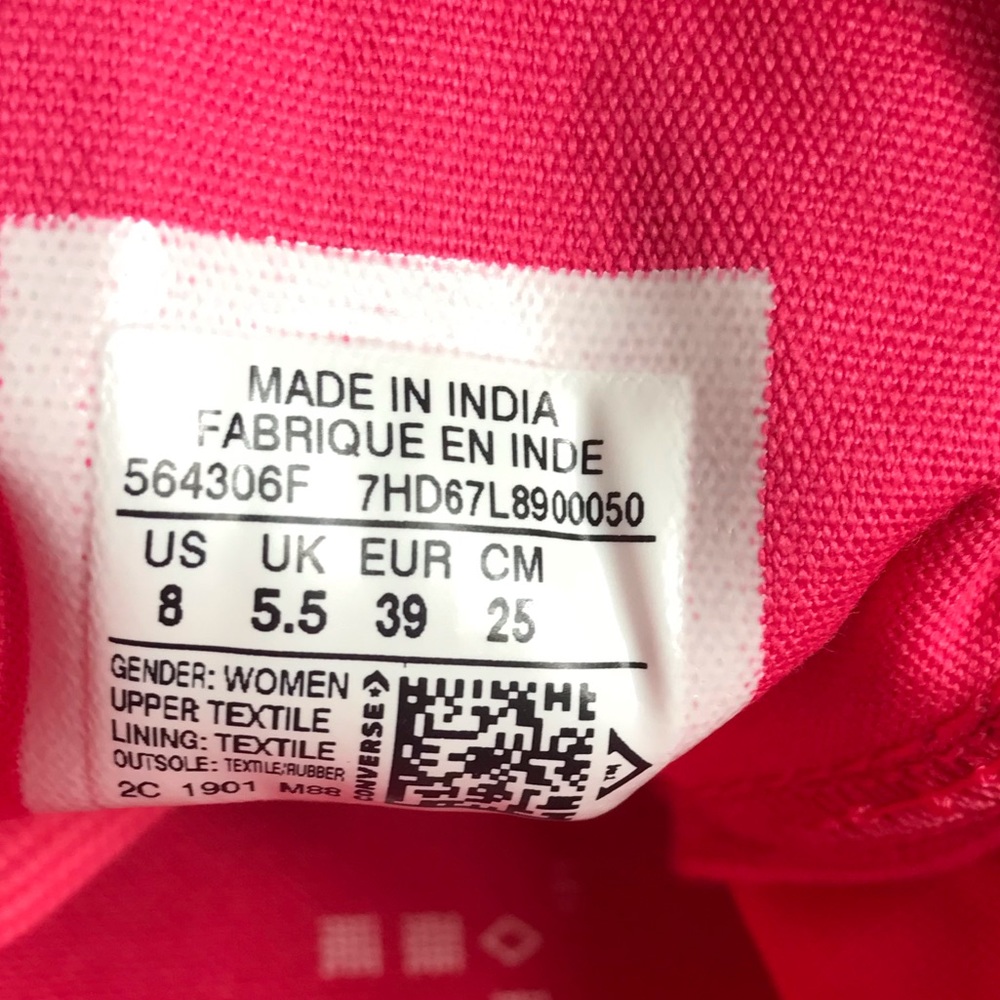 MADE IN INDIA
FABRIQUE EN INDE
564306F 7HD67L8900050
US UK EUR CM
8 5.5 39 25
GENDER: WOMEN
UPPER TEXTILE
LINING: TEXTILE
OUTSOLE: TEXTILE/RUBBER
2C 1901 M88
CONVERSE
TM